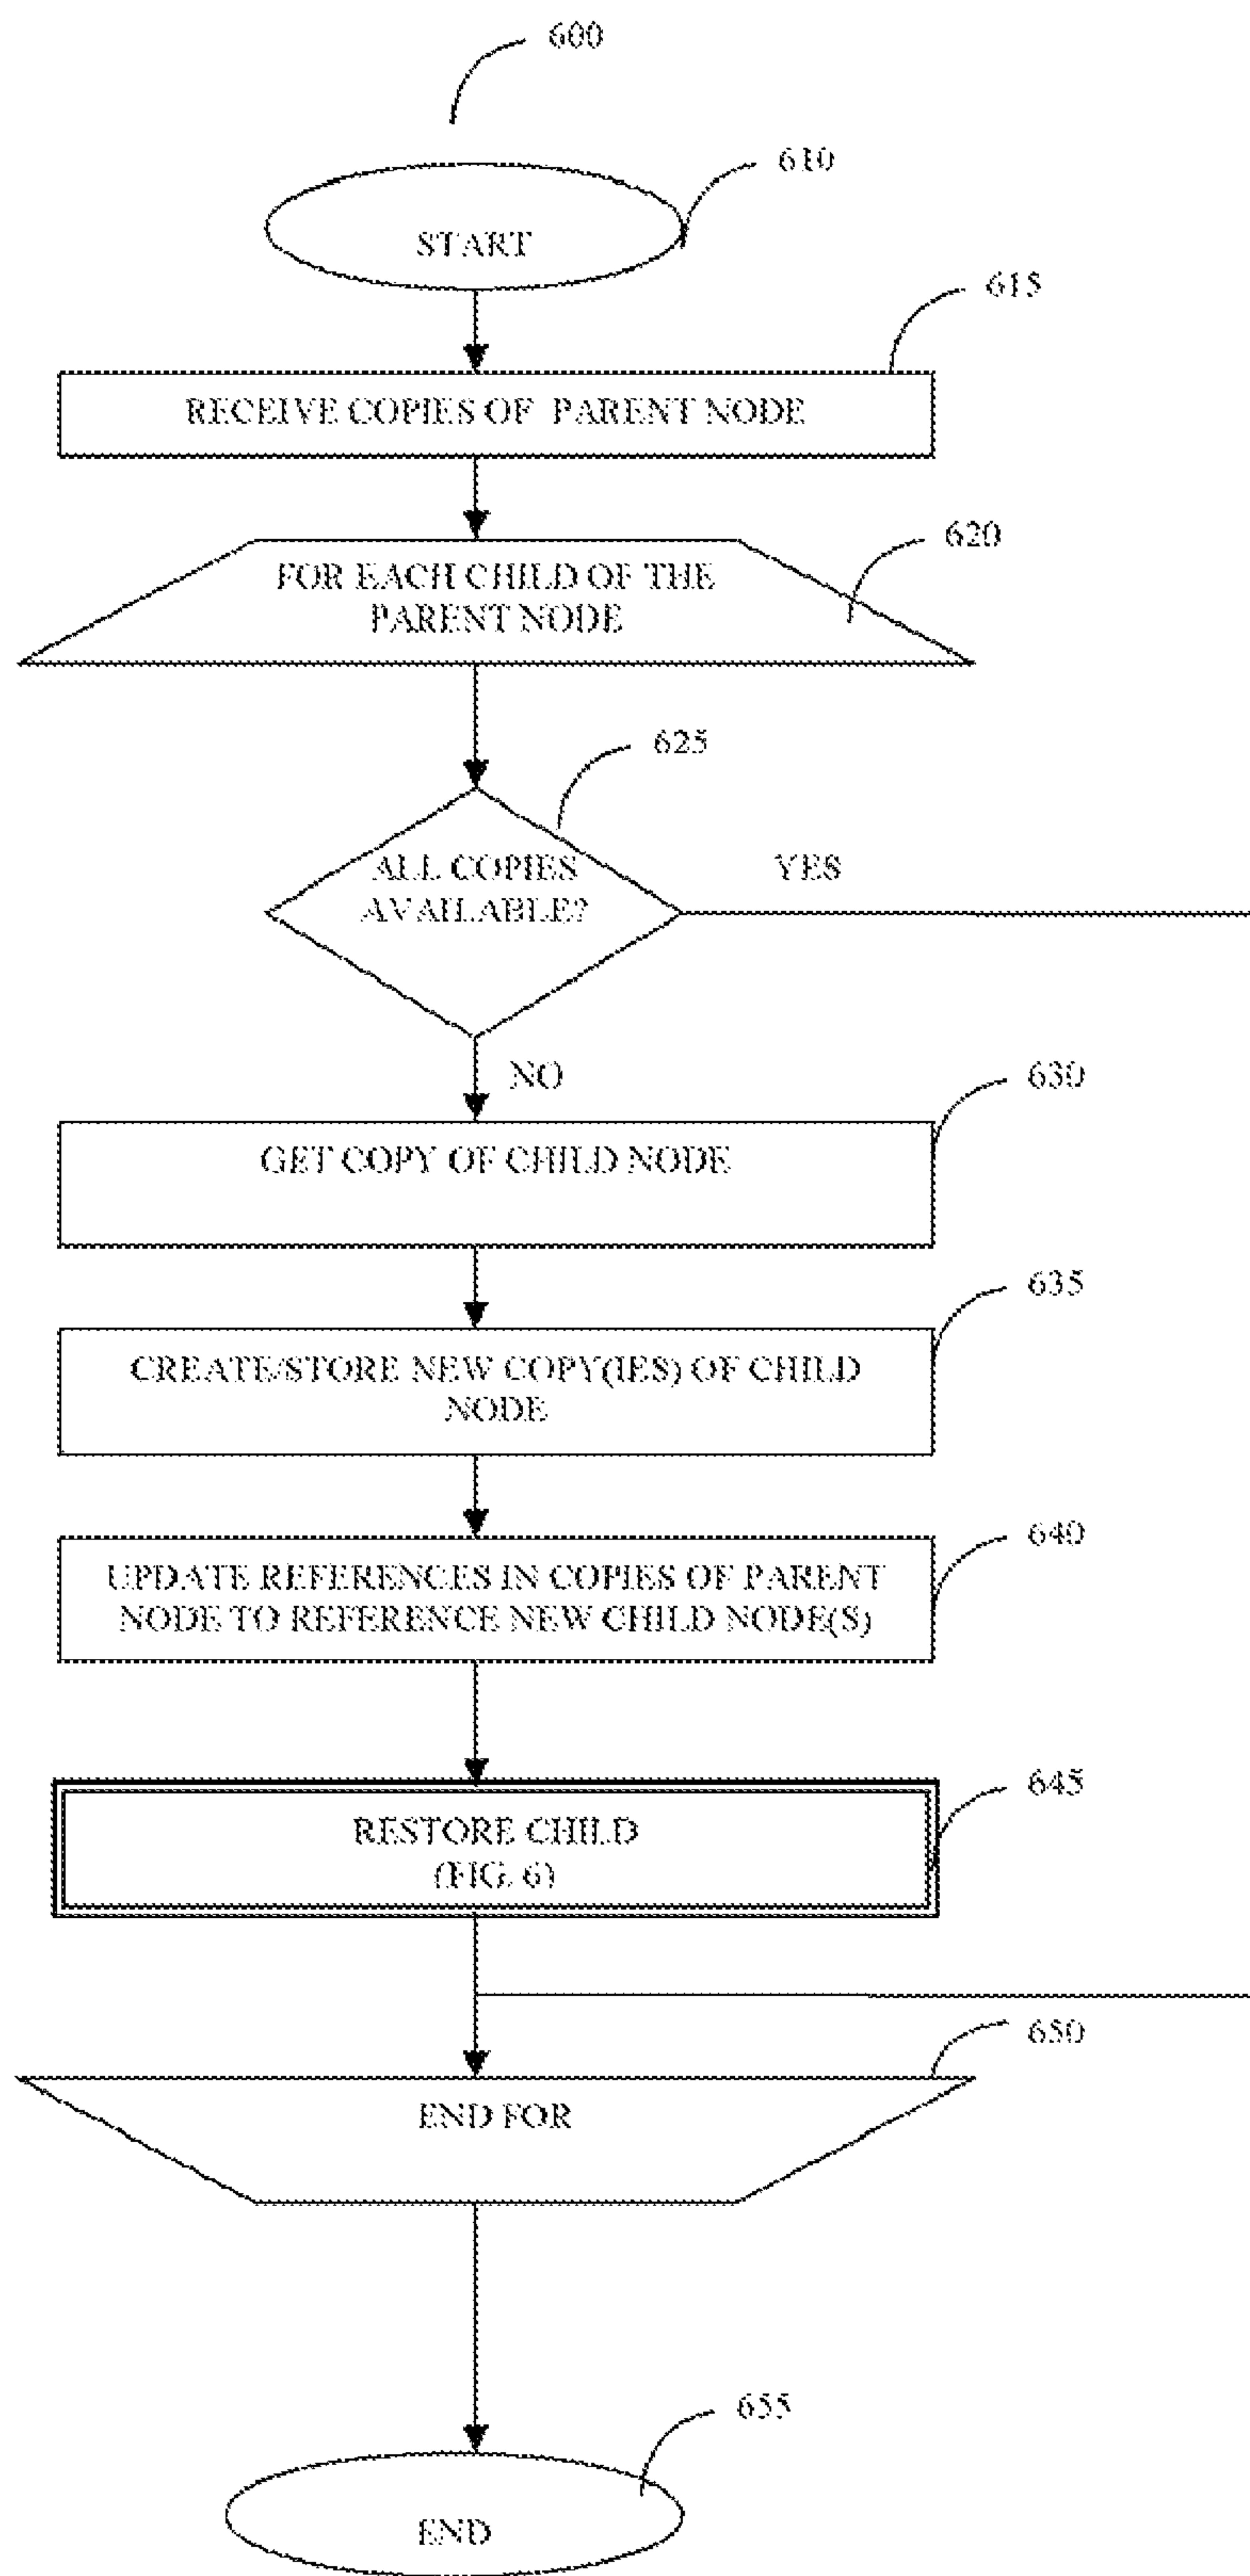 600
610
START
615
RECEIVE COPIES OF PARENT NODE
620
FOR EACH CHILD OF THE
PARENT NODE
625
ALL COPIES
AVAILABLE?
YES
NO
630
GET COPY OF CHILD NODE
635
CREATE/STORE NEW COPY(IES) OF CHILD
NODE
640
UPDATE REFERENCES IN COPIES OF PARENT
NODE TO REFERENCE NEW CHILD NODE(S)
645
RESTORE CHILD
(FIG. 6)
650
END FOR
655
END